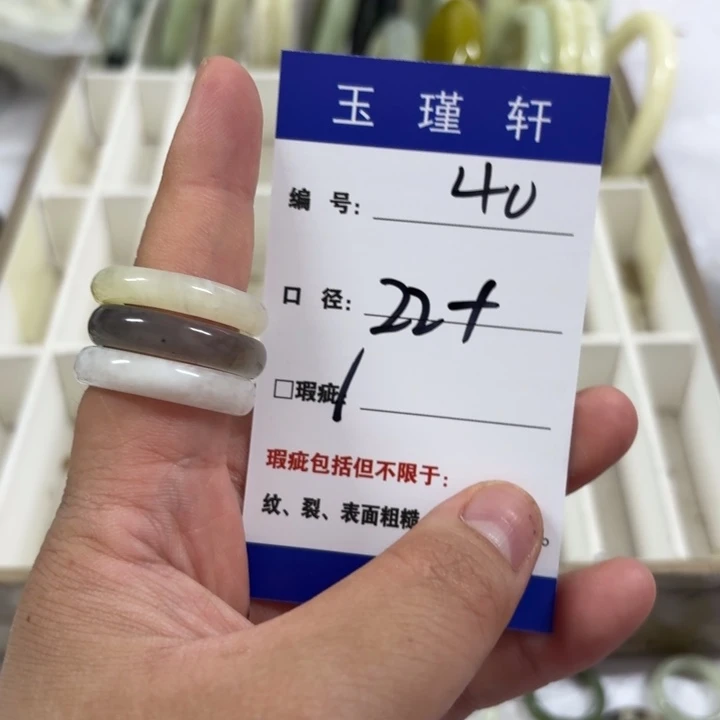 玉瑾轩
编号: 40
口径: 22+
□瑕疵: /
瑕疵包括但不限于:
纹、裂、表面粗糙